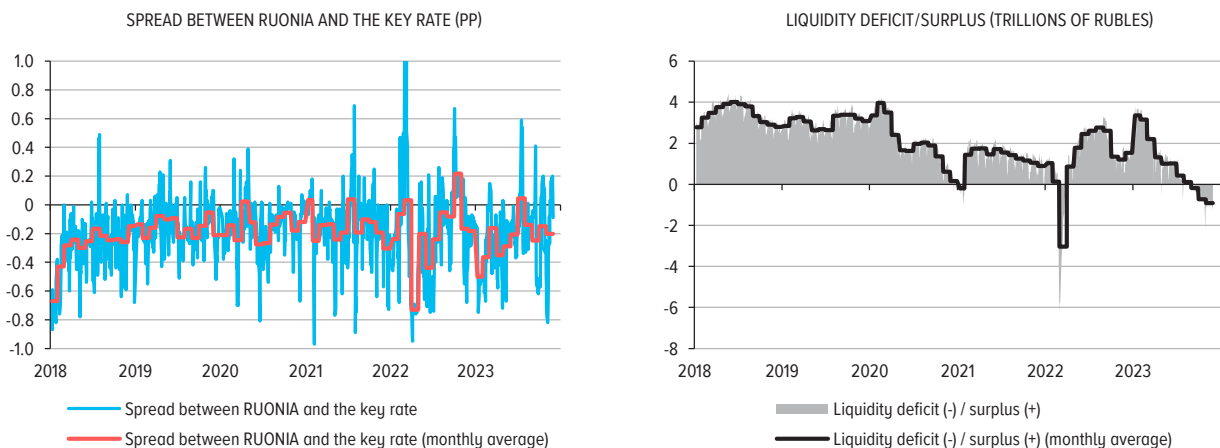 SPREAD BETWEEN RUONIA AND THE KEY RATE (PP)
1.0
0.8
0.6
0.4
0.2
0
-0.2
-0.4
-0.6
-0.8
-1.0
2018 2019 2020 2021 2022 2023
Spread between RUONIA and the key rate
Spread between RUONIA and the key rate (monthly average)
LIQUIDITY DEFICIT/SURPLUS (TRILLIONS OF RUBLES)
6
4
2
0
-2
-4
-6
-8
2018 2019 2020 2021 2022 2023
Liquidity deficit (-) / surplus (+)
Liquidity deficit (-) / surplus (+) (monthly average)